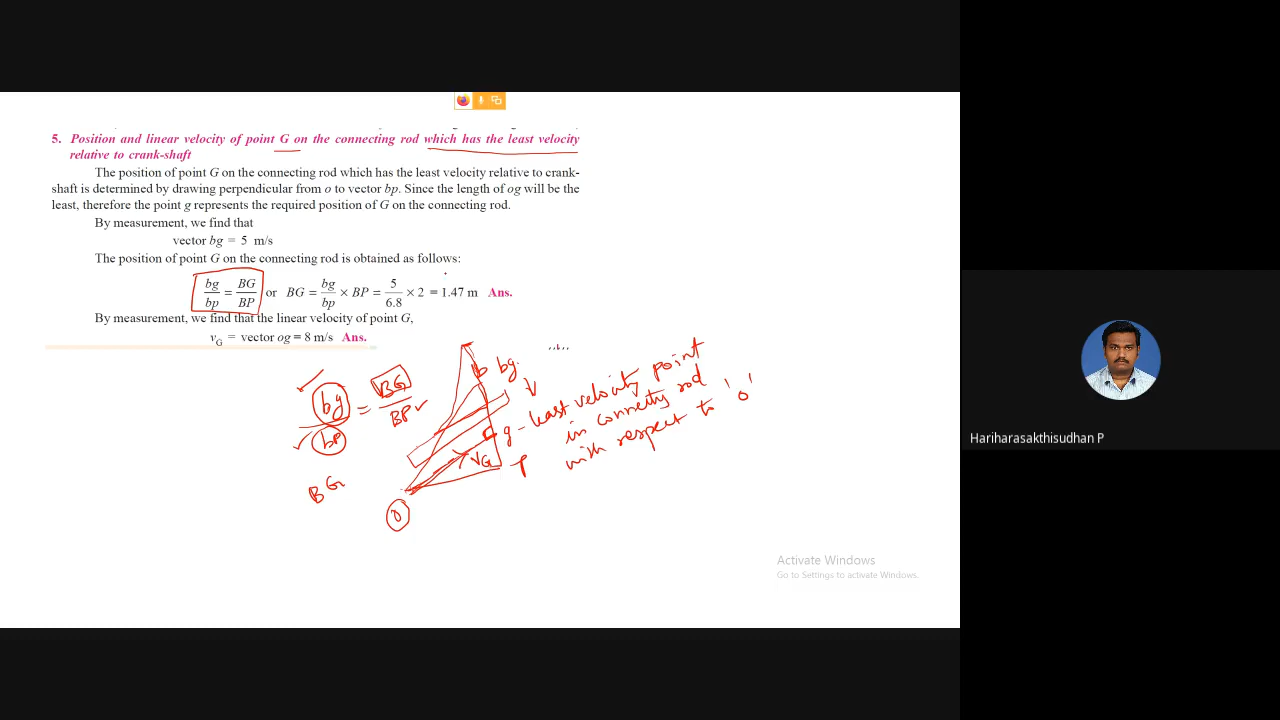 5. Position and linear velocity of point G on the connecting rod which has the least velocity
relative to crank-shaft
The position of point G on the connecting rod which has the least velocity relative to crank-
shaft is determined by drawing perpendicular from o to vector bp. Since the length of og will be the
least, therefore the point g represents the required position of G on the connecting rod.
By measurement, we find that
vector bg = 5 m/s
The position of point G on the connecting rod is obtained as follows:
bg/bp = BG/BP or BG = bg/bp × BP = 5/6.8 × 2 = 1.47 m Ans.
By measurement, we find that the linear velocity of point G,
vG = vector og = 8 m/s Ans.
bg/bp = BG/BP
BG
b bg
g - least velocity point
in connecting rod
with respect to 'o'
VG
P
O
Hariharasakthisudhan P
Activate Windows
Go to Settings to activate Windows.